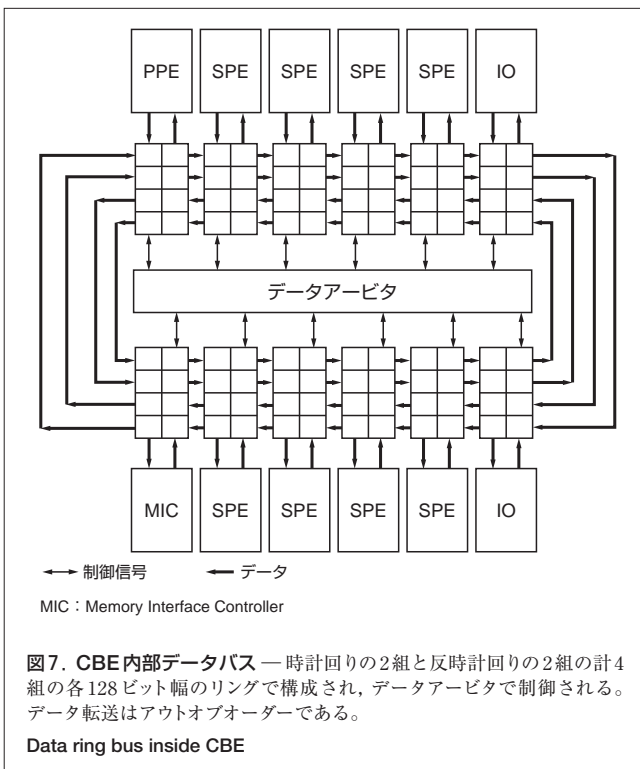 PPE SPE SPE SPE SPE IO
データアービタ
MIC SPE SPE SPE SPE IO
制御信号 データ
MIC：Memory Interface Controller
図7．CBE内部データバス — 時計回りの2組と反時計回りの2組の計4
組の各128ビット幅のリングで構成され，データアービタで制御される。
データ転送はアウトオブオーダーである。
Data ring bus inside CBE